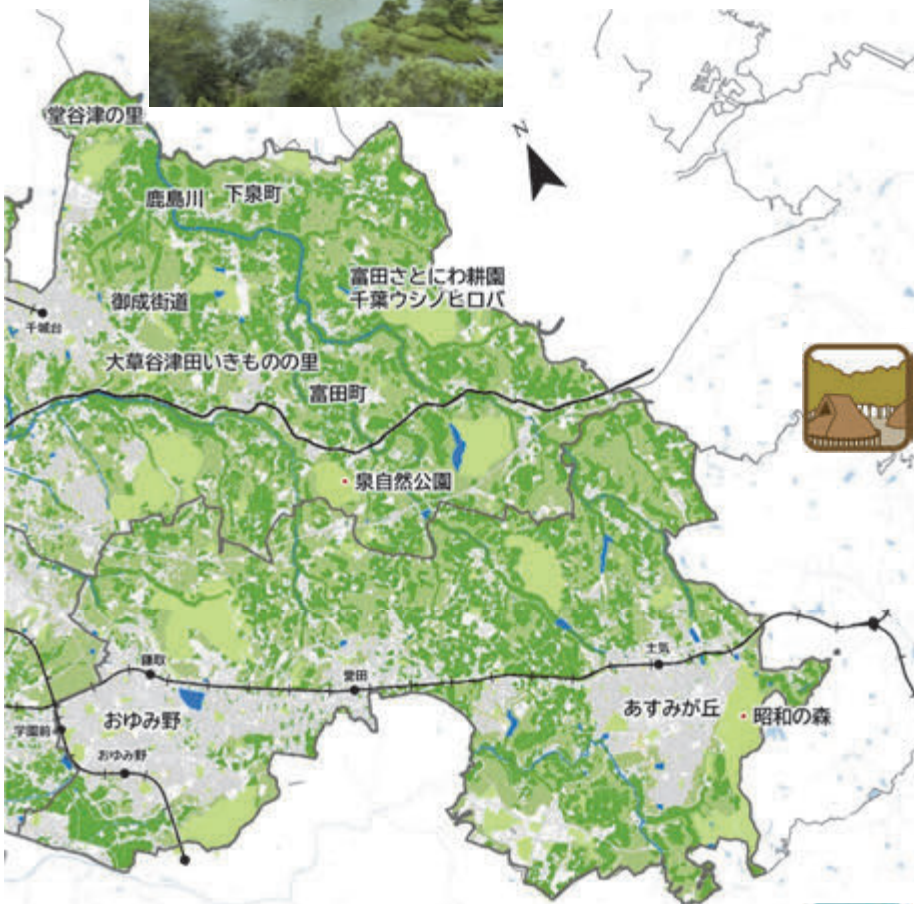 堂谷津の里
N
鹿島川
下泉町
富田さとにわ耕園
千葉ウシノヒロバ
御成街道
千城台
大草谷津田いきものの里
富田町
泉自然公園
鎌取
誉田
土気
おゆみ野
あすみが丘
昭和の森
学園前
おゆみ野